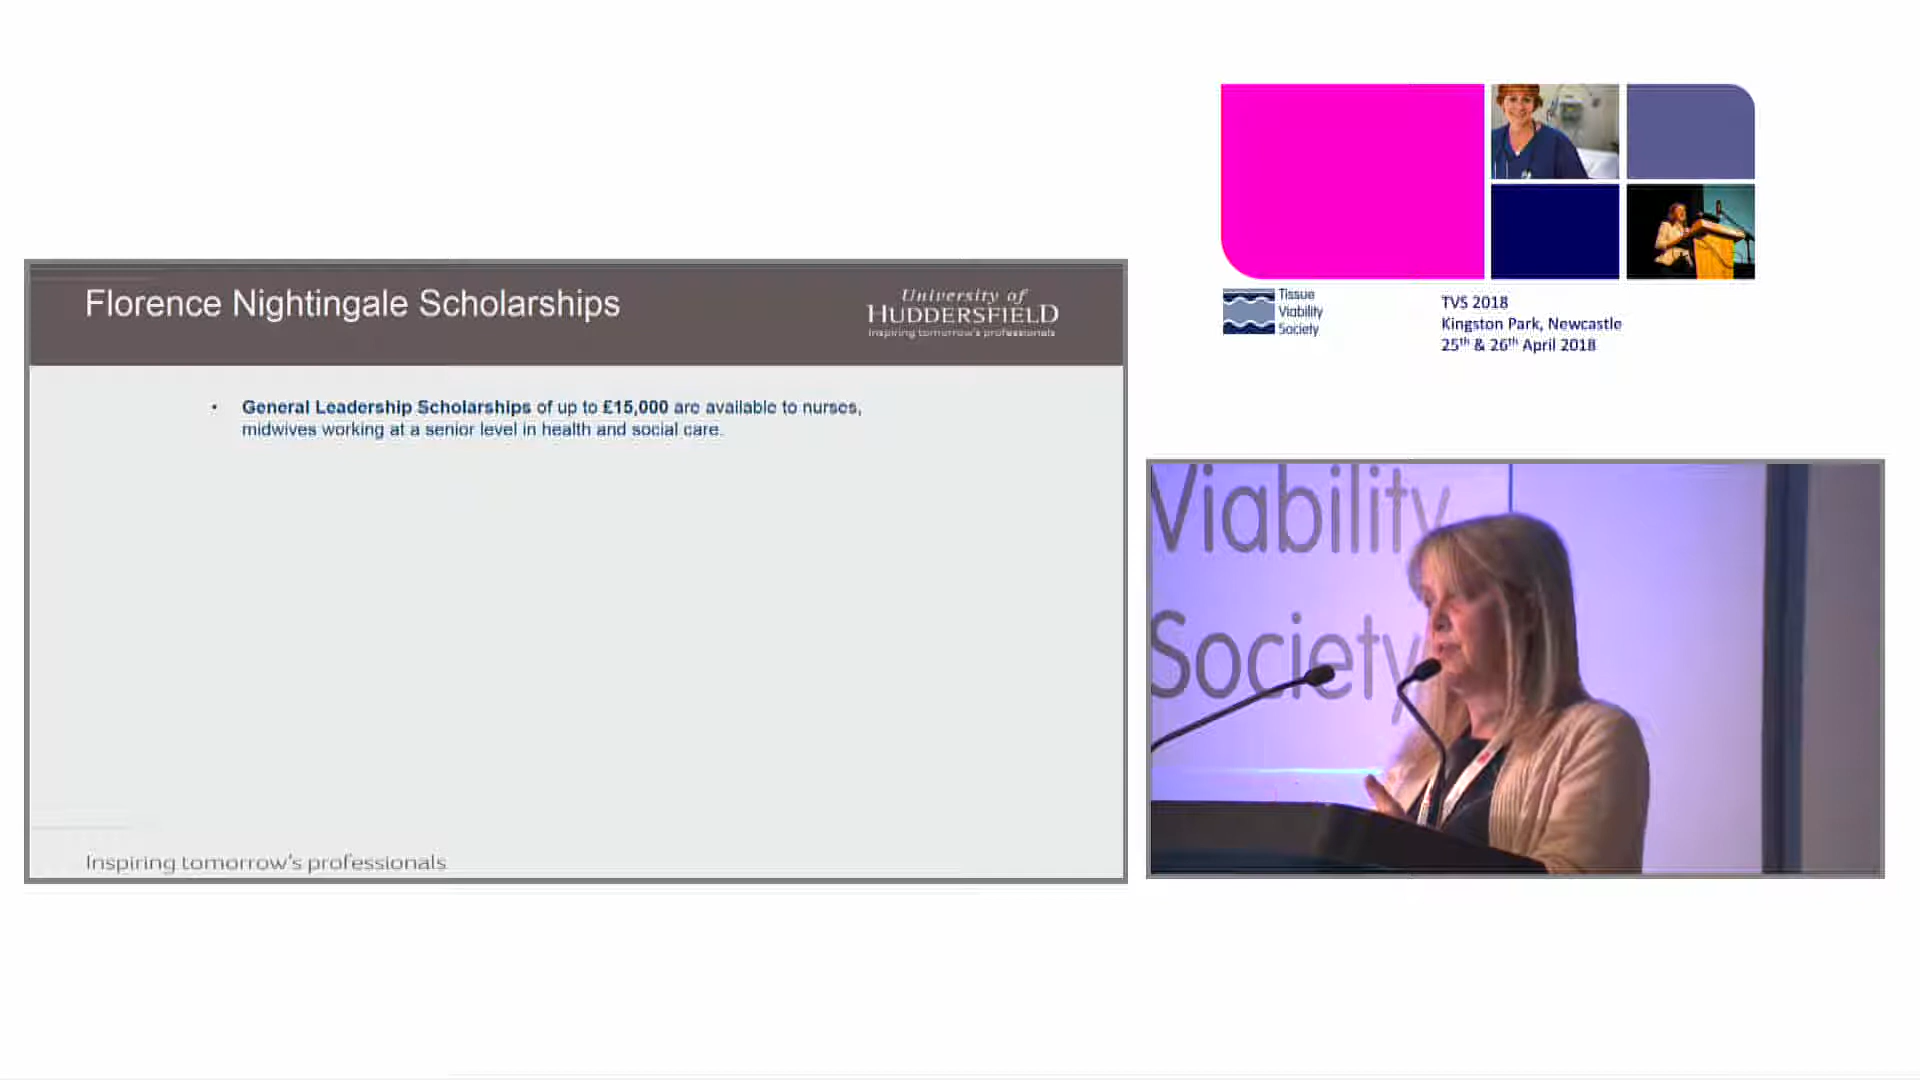 Florence Nightingale Scholarships
University of
HUDDERSFIELD
Inspiring tomorrow's professionals
• General Leadership Scholarships of up to £15,000 are available to nurses,
midwives working at a senior level in health and social care.
Inspiring tomorrow's professionals
Tissue
Viability
Society
TVS 2018
Kingston Park, Newcastle
25th & 26th April 2018
Viability
Society